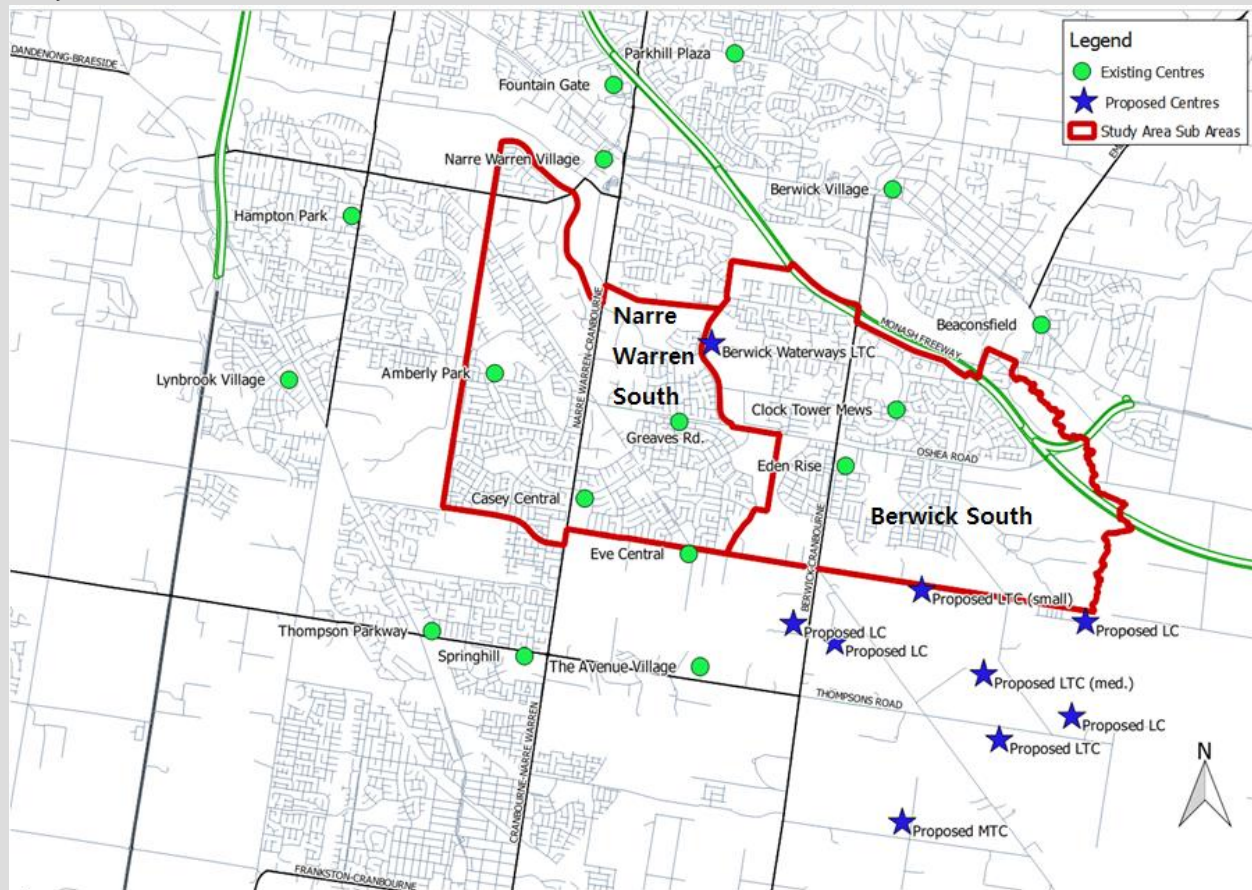 Legend
Existing Centres
Proposed Centres
Study Area Sub Areas
DANDENONG-BRAESIDE
Parkhill Plaza
Fountain Gate
Narre Warren Village
Berwick Village
Hampton Park
NARRE WARREN-CRANBOURNE
Narre
Warren
South
MONASH FREEWAY
Beaconsfield
Berwick Waterways LTC
Lynbrook Village
Amberly Park
Clock Tower Mews
Greaves Rd.
OSHEA ROAD
Eden Rise
Casey Central
Berwick South
BERWICK-CRANBOURNE
Eve Central
Proposed LTC (small)
Thompson Parkway
Proposed LC
Proposed LC
Proposed LC
Springhill
The Avenue Village
Proposed LTC (med.)
THOMPSONS ROAD
Proposed LC
Proposed LTC
CRANBOURNE-NARRE WARREN
N
Proposed MTC
FRANKSTON-CRANBOURNE